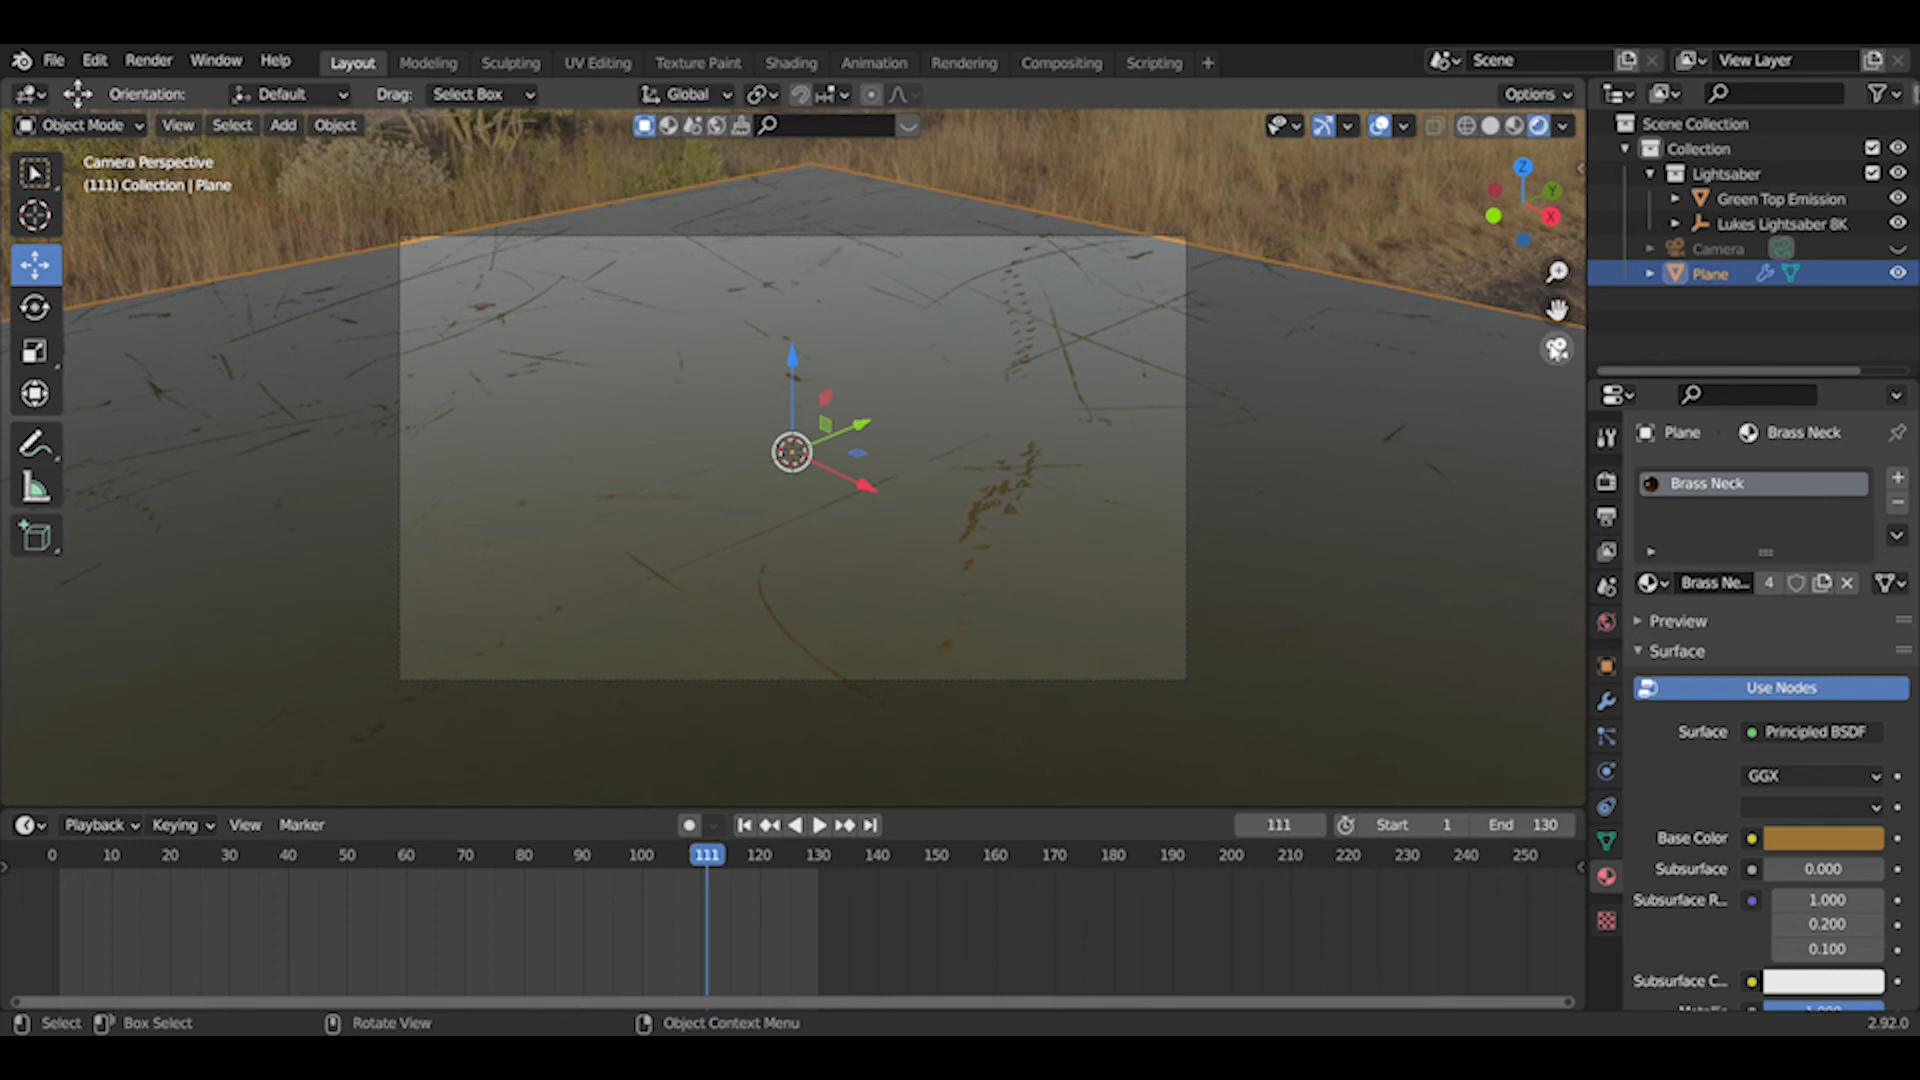 File Edit Render Window Help Layout Modeling Sculpting UV Editing Texture Paint Shading Animation Rendering Compositing Scripting + Scene View Layer
Orientation: Default Drag: Select Box Global Options
Object Mode View Select Add Object
Camera Perspective
(111) Collection | Plane
Z
Y
X
Scene Collection
Collection
Lightsaber
Green Top Emission
Lukes Lightsaber 8K
Camera
Plane
Plane Brass Neck
Brass Neck
Brass Ne... 4
Preview
Surface
Use Nodes
Surface Principled BSDF
GGX
Base Color
Subsurface 0.000
Subsurface R... 1.000
0.200
0.100
Subsurface C...
Metallic 1.000
Playback Keying View Marker 111 Start 1 End 130
0 10 20 30 40 50 60 70 80 90 100 111 120 130 140 150 160 170 180 190 200 210 220 230 240 250
Select Box Select Rotate View Object Context Menu 2.92.0